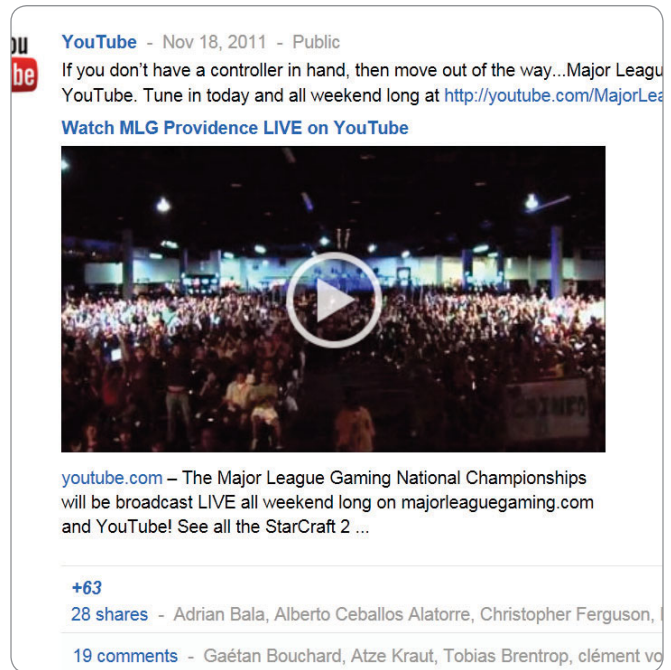 ou
be
YouTube - Nov 18, 2011 - Public
If you don't have a controller in hand, then move out of the way...Major Leagu
YouTube. Tune in today and all weekend long at http://youtube.com/MajorLea
Watch MLG Providence LIVE on YouTube
youtube.com – The Major League Gaming National Championships
will be broadcast LIVE all weekend long on majorleaguegaming.com
and YouTube! See all the StarCraft 2 ...
+63
28 shares - Adrian Bala, Alberto Ceballos Alatorre, Christopher Ferguson,
19 comments - Gaétan Bouchard, Atze Kraut, Tobias Brentrop, clément vo